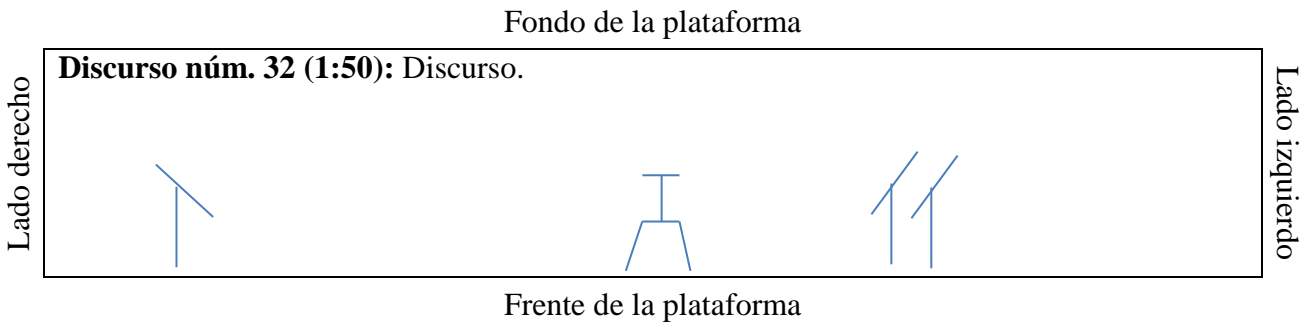 Fondo de la plataforma
Discurso núm. 32 (1:50): Discurso.
Lado derecho
Lado izquierdo
Frente de la plataforma